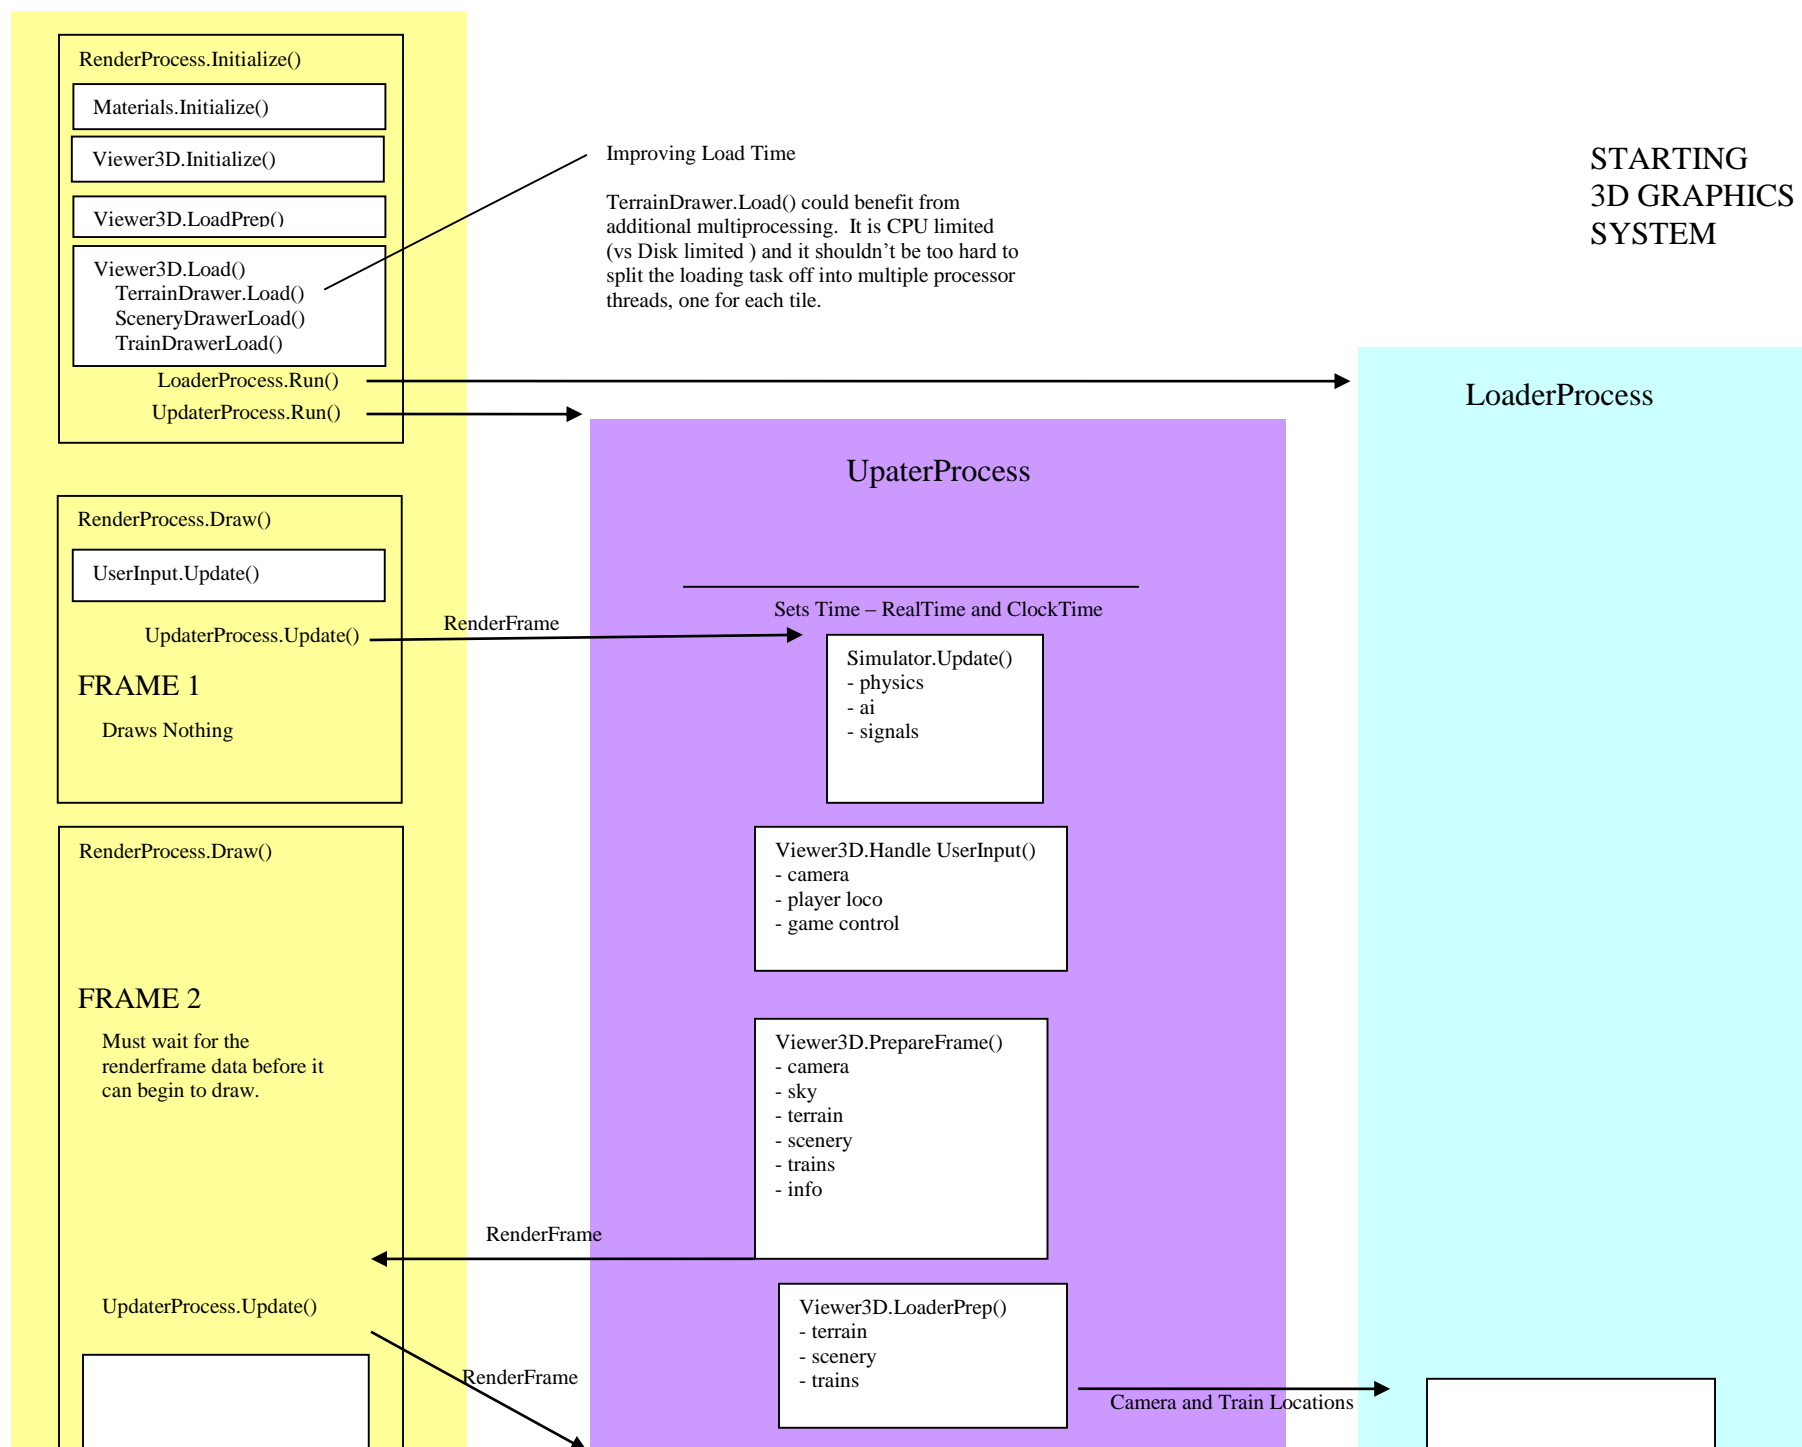 RenderProcess.Initialize()
Materials.Initialize()
Viewer3D.Initialize()
Viewer3D.LoadPrep()
Viewer3D.Load()
TerrainDrawer.Load()
SceneryDrawerLoad()
TrainDrawerLoad()
LoaderProcess.Run()
UpdaterProcess.Run()
Improving Load Time
TerrainDrawer.Load() could benefit from
additional multiprocessing.  It is CPU limited
(vs Disk limited ) and it shouldn’t be too hard to
split the loading task off into multiple processor
threads, one for each tile.
STARTING
3D GRAPHICS
SYSTEM
LoaderProcess
UpaterProcess
RenderProcess.Draw()
UserInput.Update()
UpdaterProcess.Update()
RenderFrame
FRAME 1
Draws Nothing
Sets Time – RealTime and ClockTime
Simulator.Update()
- physics
- ai
- signals
RenderProcess.Draw()
FRAME 2
Must wait for the
renderframe data before it
can begin to draw.
Viewer3D.Handle UserInput()
- camera
- player loco
- game control
Viewer3D.PrepareFrame()
- camera
- sky
- terrain
- scenery
- trains
- info
RenderFrame
UpdaterProcess.Update()
RenderFrame
Viewer3D.LoaderPrep()
- terrain
- scenery
- trains
Camera and Train Locations